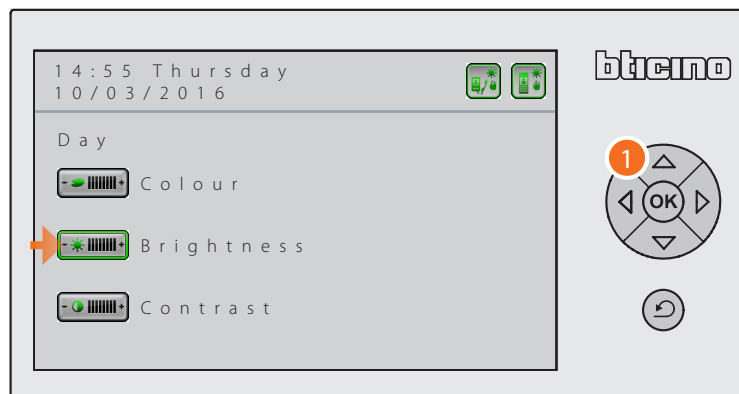 14:55 Thursday
10/03/2016
bticino
Day
- + Colour
- + Brightness
- + Contrast
1
OK